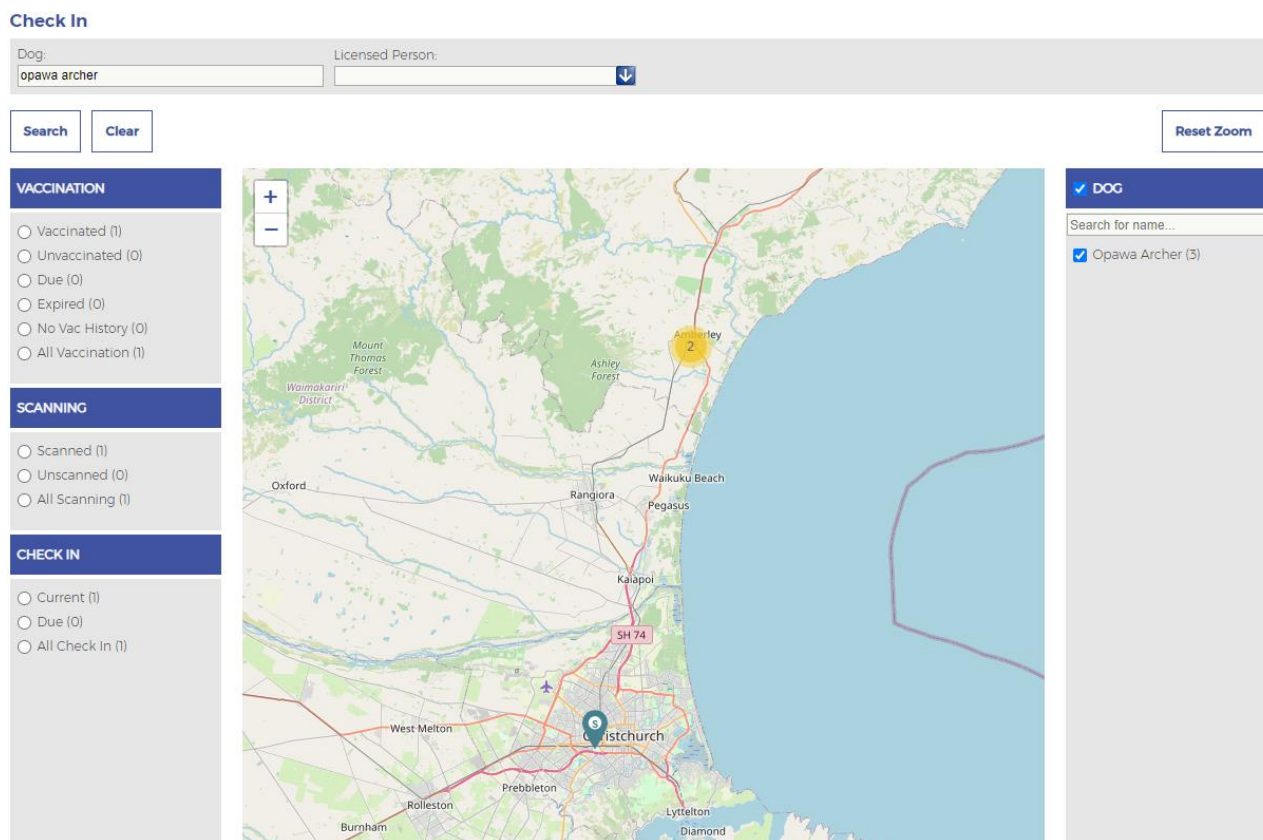 Check In
Dog:
Licensed Person:
opawa archer
Search
Clear
Reset Zoom
VACCINATION
Vaccinated (1)
Unvaccinated (0)
Due (0)
Expired (0)
No Vac History (0)
All Vaccination (1)
SCANNING
Scanned (1)
Unscanned (0)
All Scanning (1)
CHECK IN
Current (1)
Due (0)
All Check In (1)
+
−
Mount
Thomas
Forest
Waimakariri
District
Ashley
Forest
2
Oxford
Rangiora
Waikuku Beach
Pegasus
Kaiapoi
SH 74
S
West Melton
Prebbleton
Rolleston
Burnham
Lyttelton
Diamond
DOG
Search for name...
Opawa Archer (3)